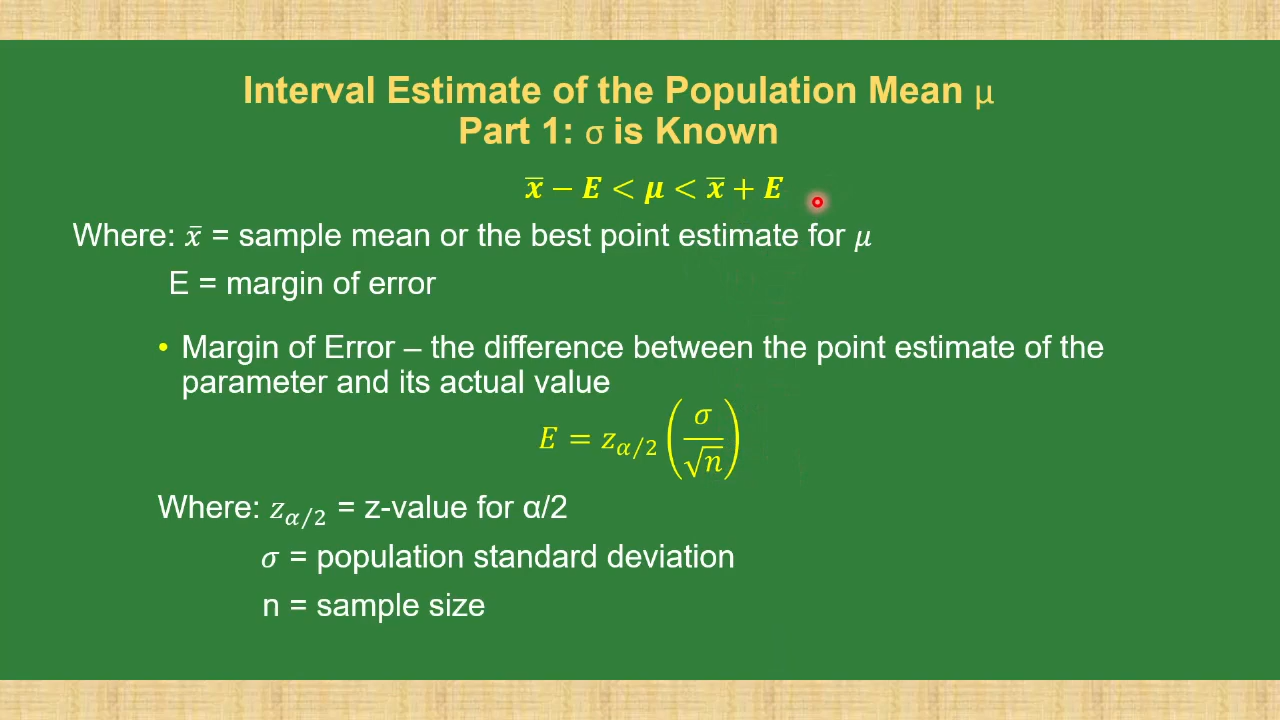 Interval Estimate of the Population Mean μ
Part 1: σ is Known
x̅ − E < μ < x̅ + E
Where: x̅ = sample mean or the best point estimate for μ
E = margin of error
• Margin of Error – the difference between the point estimate of the
parameter and its actual value
E = z_{α/2} (σ/√n)
Where: z_{α/2} = z-value for α/2
σ = population standard deviation
n = sample size